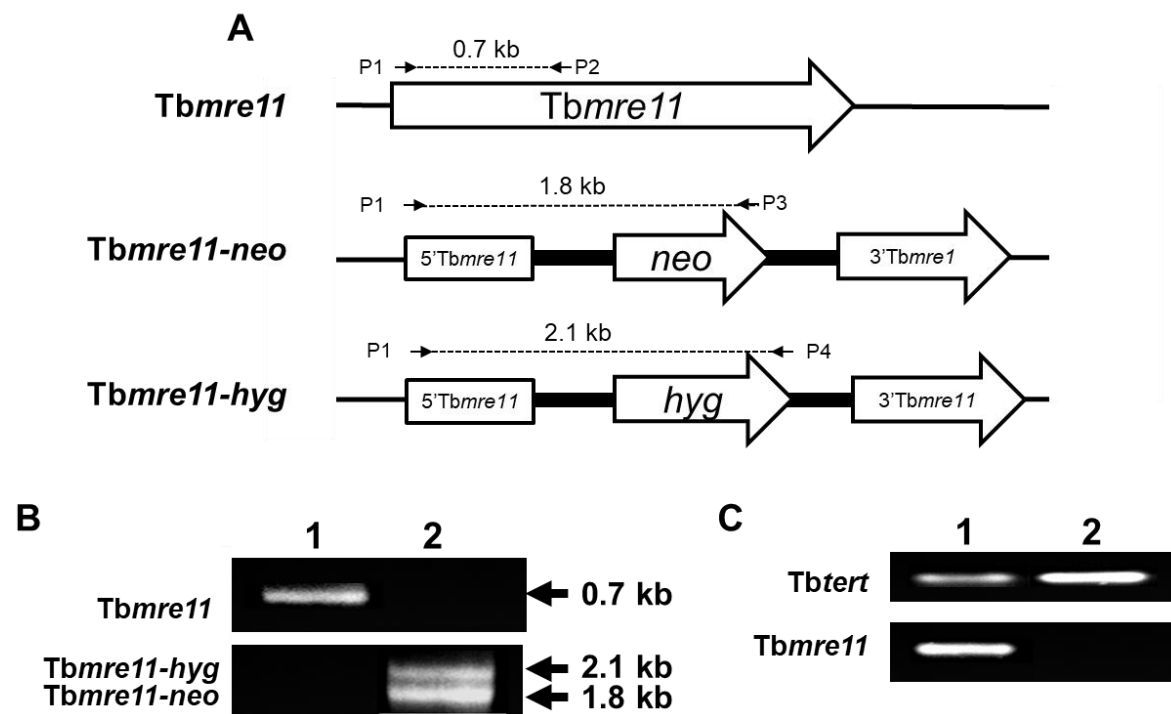 A
0.7 kb
P1 P2
Tbmre11 Tbmre11
1.8 kb
P1 P3
Tbmre11-neo 5'Tbmre11 neo 3'Tbmre1
2.1 kb
P1 P4
Tbmre11-hyg 5'Tbmre11 hyg 3'Tbmre11
B
1 2
Tbmre11 0.7 kb
Tbmre11-hyg 2.1 kb
Tbmre11-neo 1.8 kb
C
1 2
Tbtert
Tbmre11